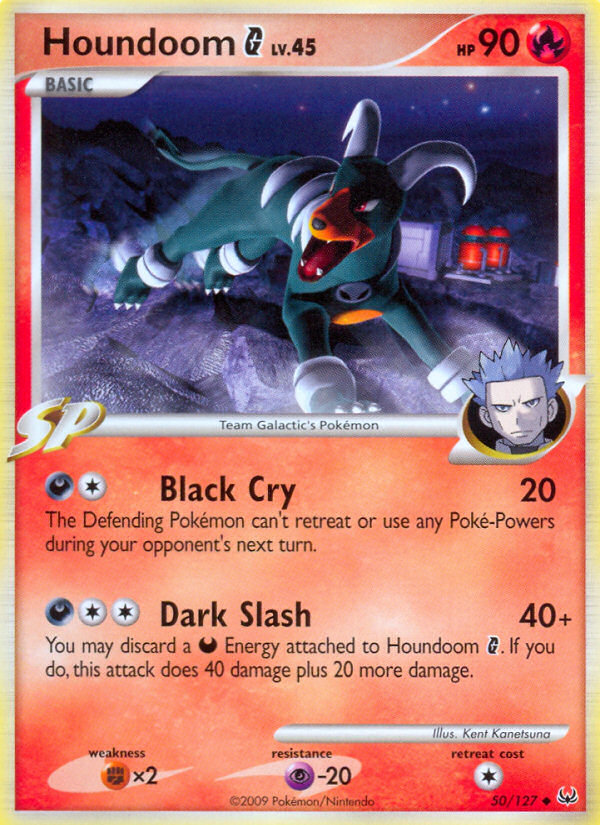 Houndoom G LV.45 HP 90
BASIC
SP
Team Galactic's Pokémon
Black Cry 20
The Defending Pokémon can't retreat or use any Poké-Powers
during your opponent's next turn.
Dark Slash 40+
You may discard a Energy attached to Houndoom G. If you
do, this attack does 40 damage plus 20 more damage.
Illus. Kent Kanetsuna
weakness resistance retreat cost
×2 -20
©2009 Pokémon/Nintendo 50/127